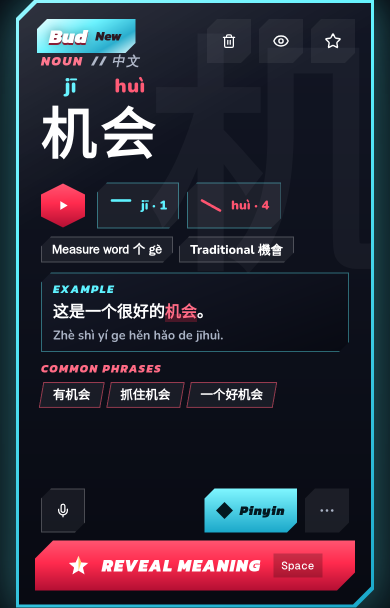 Bud New
NOUN // 中文
jī huì
机会
jī · 1 huì · 4
Measure word 个 gè Traditional 機會
EXAMPLE
这是一个很好的机会。
Zhè shì yí ge hěn hǎo de jīhuì.
COMMON PHRASES
有机会 抓住机会 一个好机会
Pinyin
REVEAL MEANING Space
机